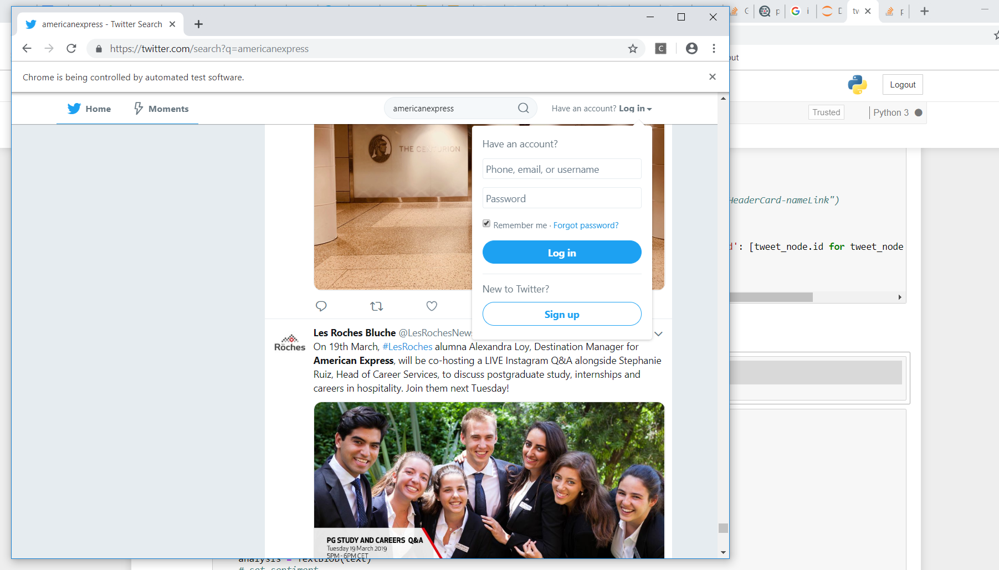 americanexpress - Twitter Search
https://twitter.com/search?q=americanexpress
C
Chrome is being controlled by automated test software.
Home
Moments
americanexpress
Have an account? Log in
THE CENTURION
Have an account?
Phone, email, or username
Password
Remember me · Forgot password?
Log in
New to Twitter?
Sign up
Les Roches Bluche @LesRochesNews
On 19th March, #LesRoches alumna Alexandra Loy, Destination Manager for
American Express, will be co-hosting a LIVE Instagram Q&A alongside Stephanie
Ruiz, Head of Career Services, to discuss postgraduate study, internships and
careers in hospitality. Join them next Tuesday!
Röches
PG STUDY AND CAREERS Q&A
Tuesday 19 March 2019
5PM - 6PM CET
G
p
i
D
tw
p
out
Logout
Trusted
Python 3
HeaderCard-nameLink")
d': [tweet_node.id for tweet_node
analysis = TextBlob(text)
# set sentiment